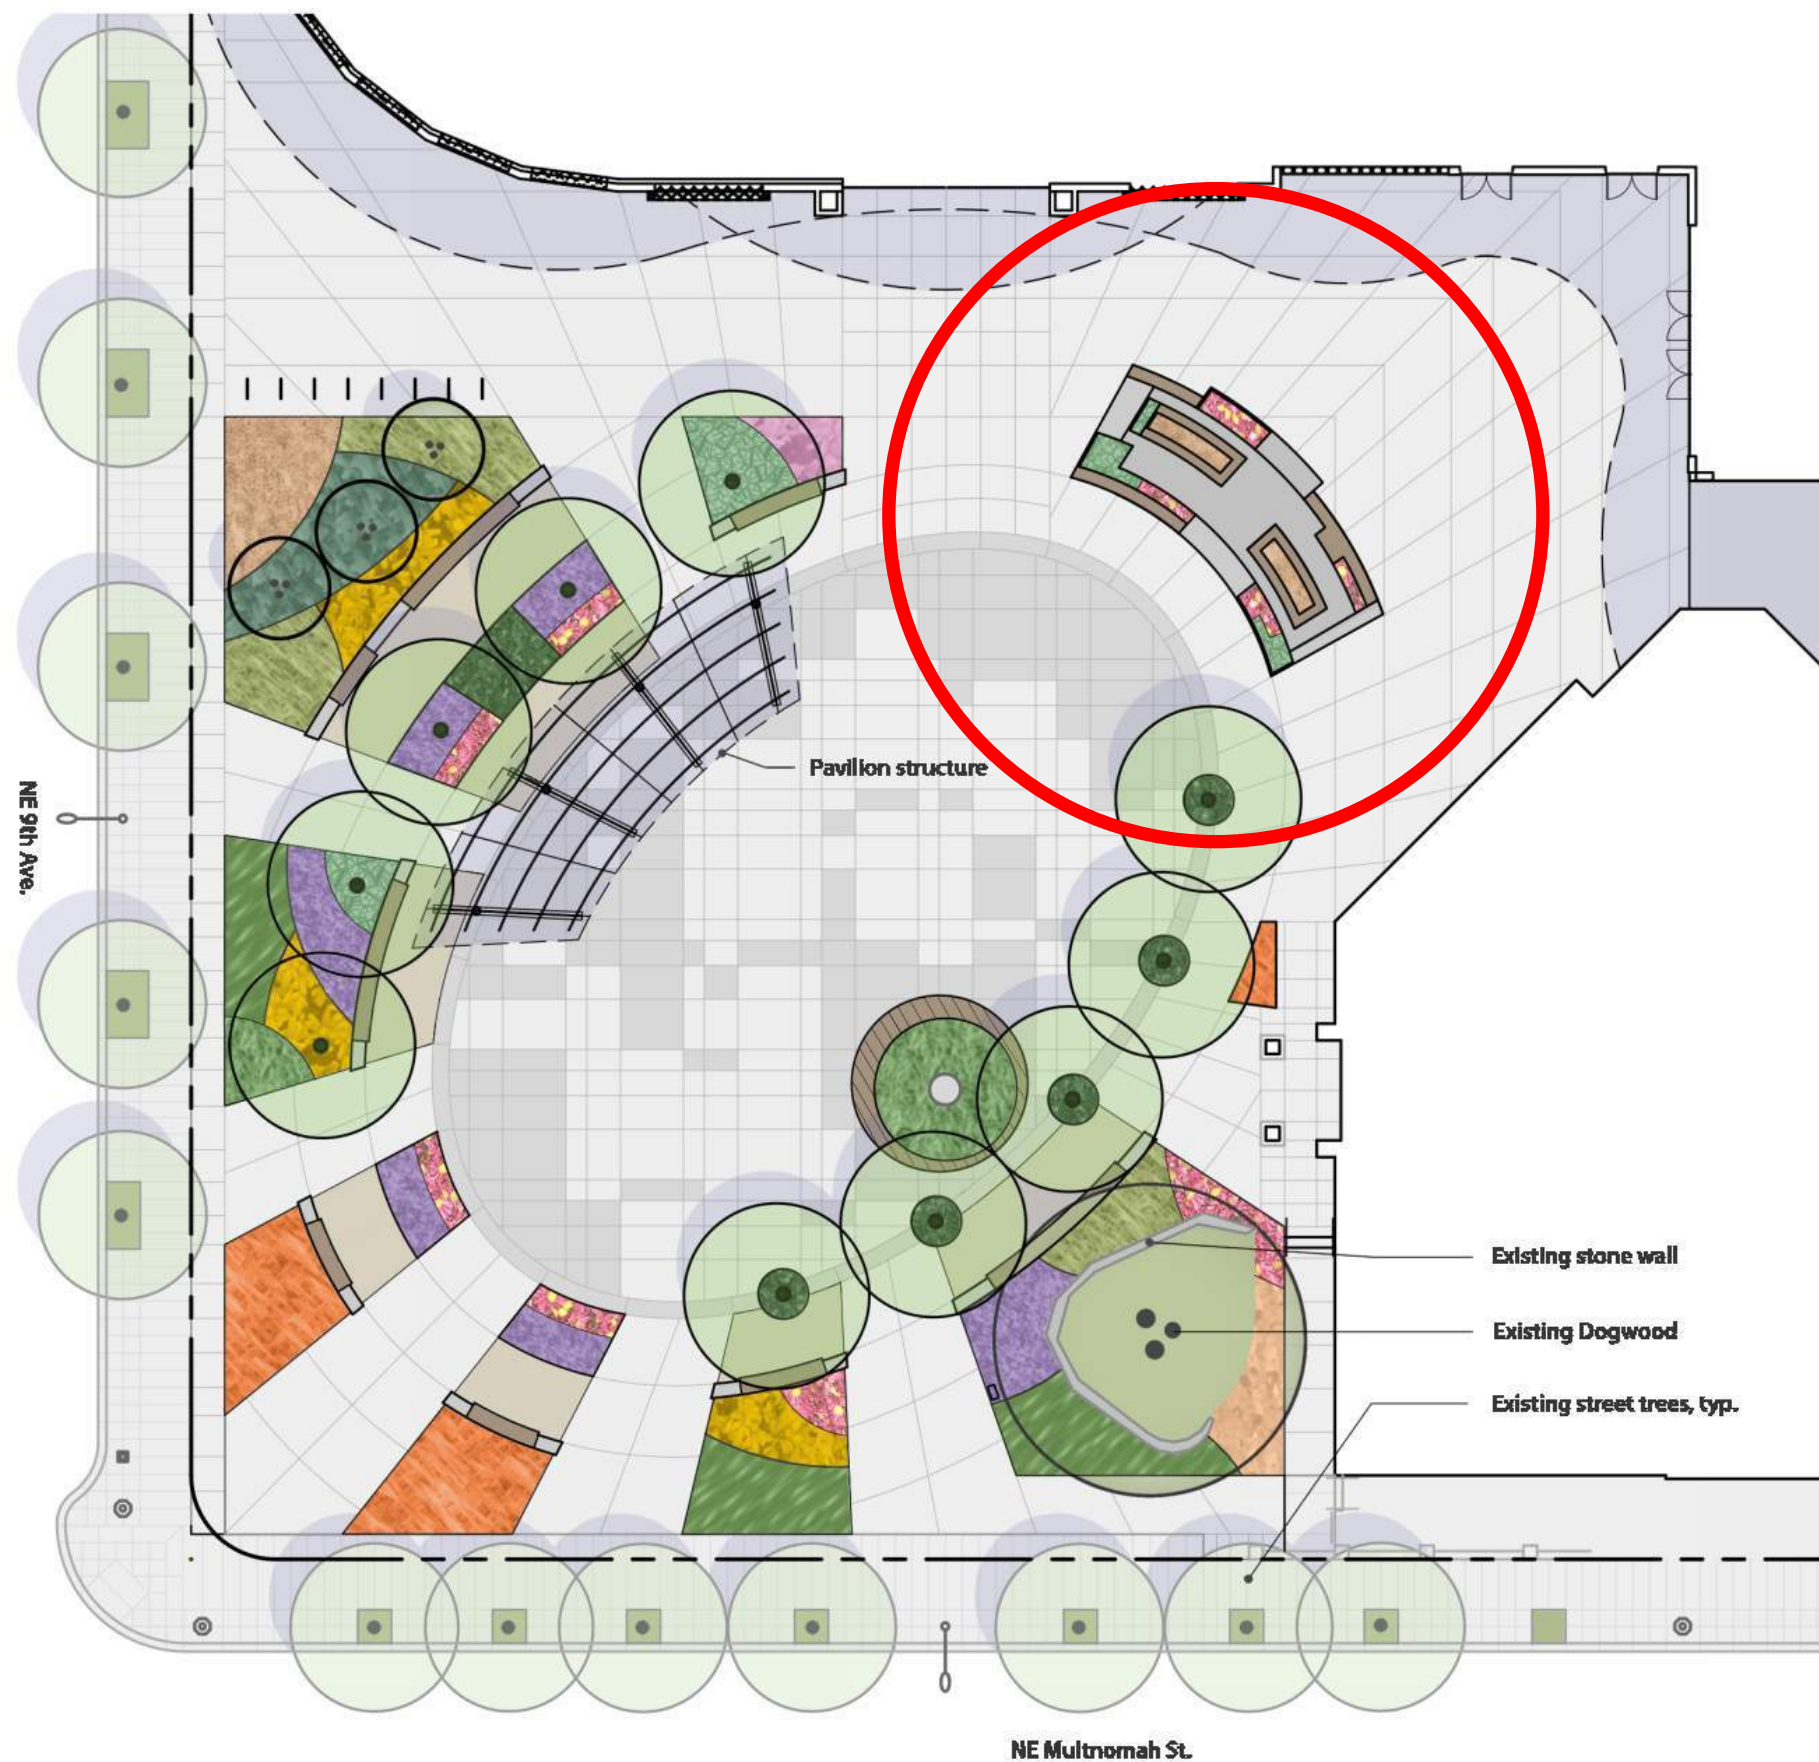 Pavilion structure
NE 9th Ave.
Existing stone wall
Existing Dogwood
Existing street trees, typ.
NE Multnomah St.